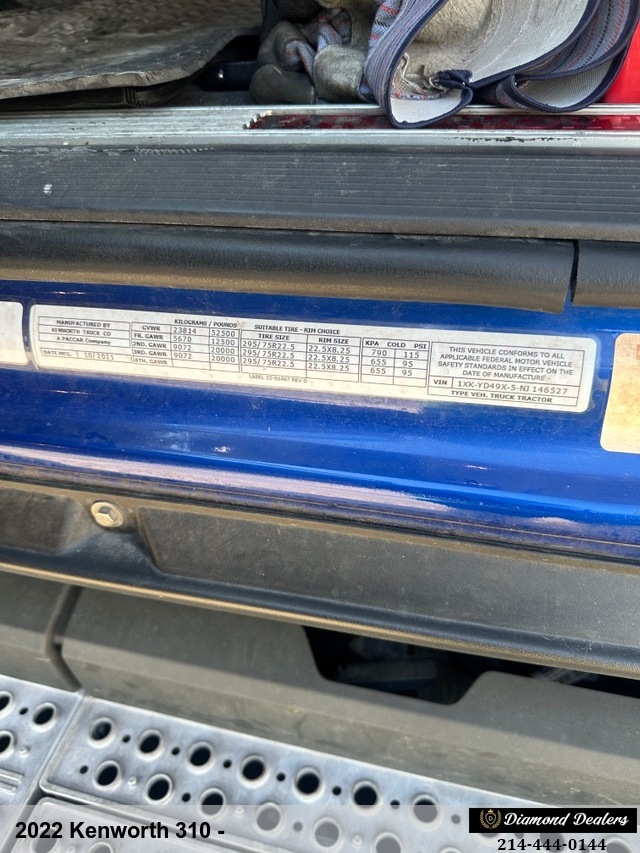 MANUFACTURED BY
KENWORTH TRUCK CO
A PACCAR Company
DATE MFG. 10/2021
KILOGRAMS / POUNDS
GVWR 23814 52500
FR. GAWR 5670 12500
2ND. GAWR 9072 20000
3RD. GAWR 9072 20000
4TH. GAWR
SUITABLE TIRE - RIM CHOICE
TIRE SIZE RIM SIZE KPA COLD PSI
295/75R22.5 22.5X8.25 790 115
295/75R22.5 22.5X8.25 655 95
295/75R22.5 22.5X8.25 655 95
LABEL 22-01467 REV D
THIS VEHICLE CONFORMS TO ALL
APPLICABLE FEDERAL MOTOR VEHICLE
SAFETY STANDARDS IN EFFECT ON THE
DATE OF MANUFACTURE
VIN 1XK-YD49X-5-NJ 146527
TYPE VEH. TRUCK TRACTOR
2022 Kenworth 310 -
Diamond Dealers
214-444-0144